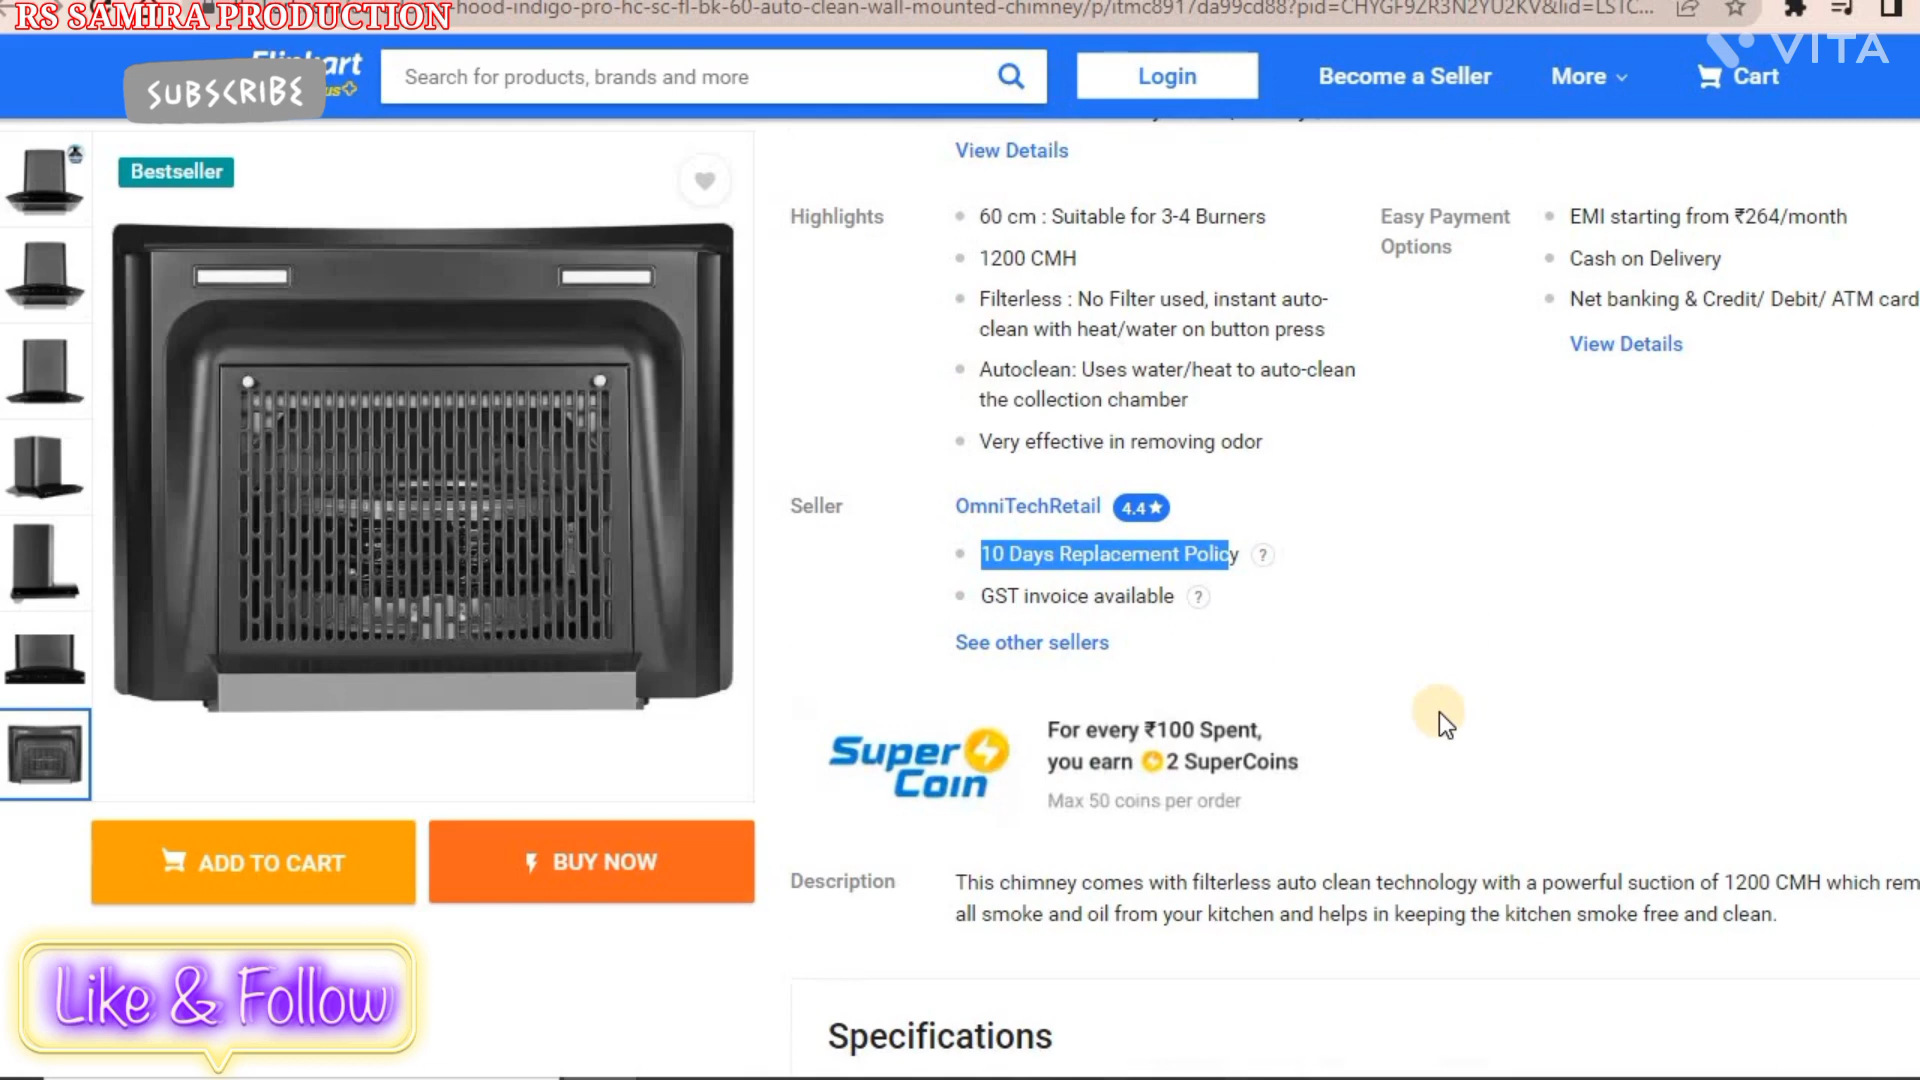 RS SAMIRA PRODUCTION
hood-indigo-pro-hc-sc-fl-bk-60-auto-clean-wall-mounted-chimney/p/itmc8917da99cd88?pid=CHYGF9ZR3N2YU2KV&lid=LSTC...
VITA
Flipkart
SUBSCRIBE
us
Search for products, brands and more
Login
Become a Seller
More
Cart
Bestseller
View Details
Highlights
60 cm : Suitable for 3-4 Burners
1200 CMH
Filterless : No Filter used, instant auto-
clean with heat/water on button press
Autoclean: Uses water/heat to auto-clean
the collection chamber
Very effective in removing odor
Easy Payment
Options
EMI starting from ₹264/month
Cash on Delivery
Net banking & Credit/ Debit/ ATM card
View Details
Seller
OmniTechRetail 4.4★
10 Days Replacement Policy ?
GST invoice available ?
See other sellers
Super
Coin
For every ₹100 Spent,
you earn 2 SuperCoins
Max 50 coins per order
ADD TO CART
BUY NOW
Description
This chimney comes with filterless auto clean technology with a powerful suction of 1200 CMH which rem
all smoke and oil from your kitchen and helps in keeping the kitchen smoke free and clean.
Like & Follow
Specifications